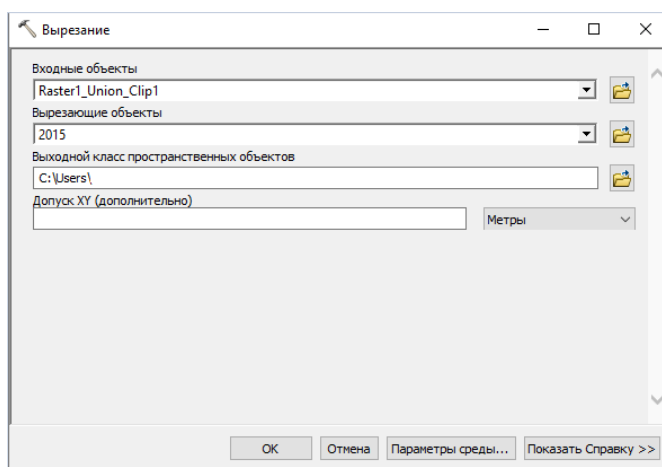 Вырезание
Входные объекты
Raster1_Union_Clip1
Вырезающие объекты
2015
Выходной класс пространственных объектов
C:\Users\
Допуск XY (дополнительно)
Метры
OK Отмена Параметры среды... Показать Справку >>